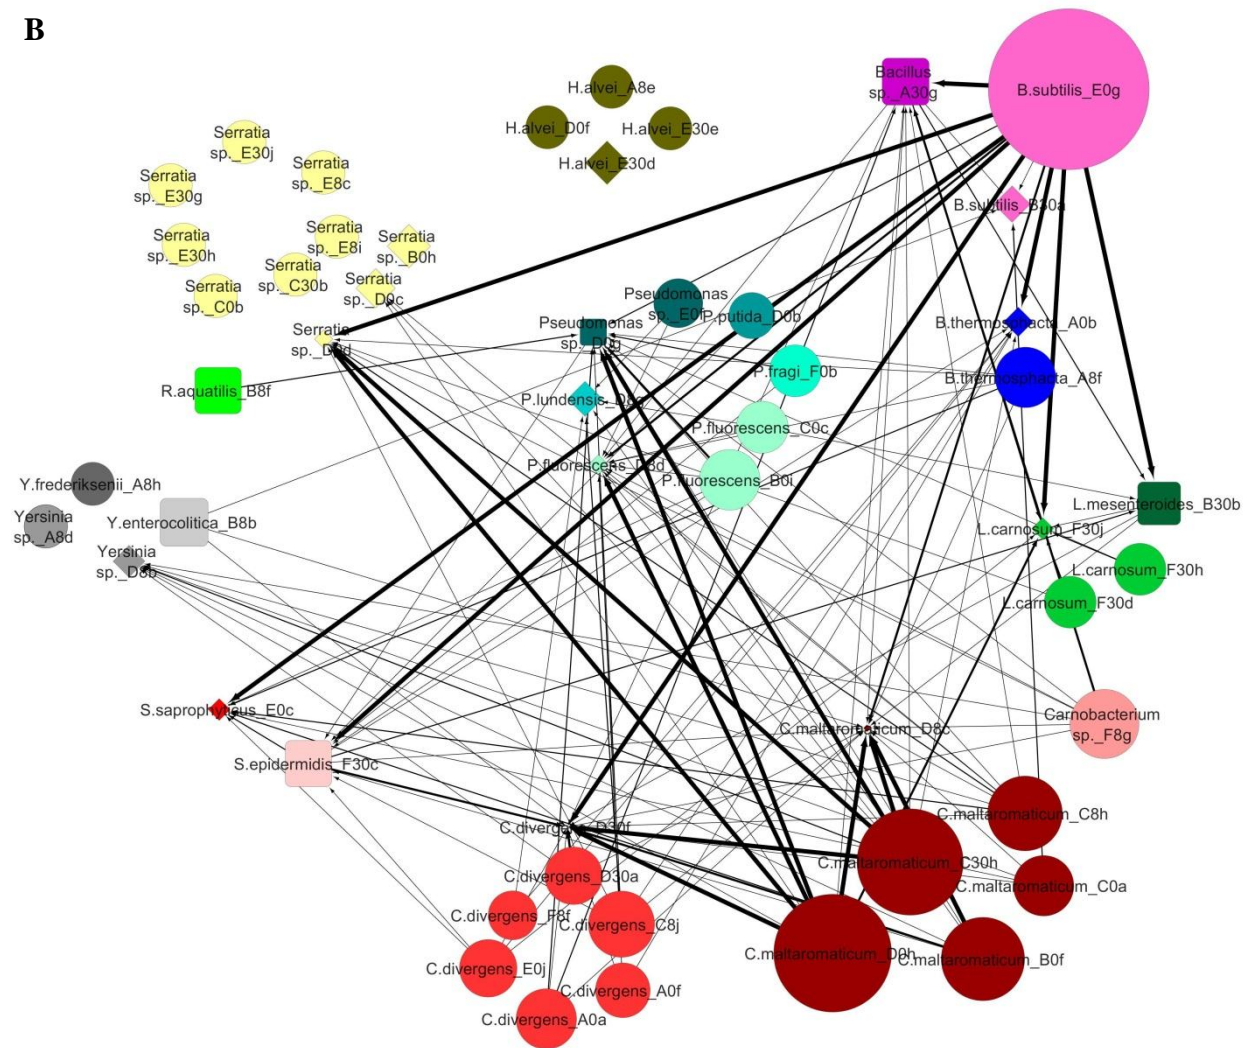 B
Bacillus
sp._A30g
B.subtilis_E0g
H.alvei_A8e
H.alvei_D0f
H.alvei_E30e
H.alvei_E30d
Serratia
sp._E30j
Serratia
sp._E8c
Serratia
sp._E30g
Serratia
sp._E30h
Serratia
sp._E8i
Serratia
sp._B0h
Serratia
sp._C30b
Serratia
sp._D0c
Serratia
sp._C0b
B.subtilis_B30a
Pseudomonas
sp._E0f
P.putida_D0b
Pseudomonas
sp._D0g
B.thermosphacta_A0b
Serratia
sp._D0d
P.fragi_F0b
B.thermosphacta_A8f
R.aquatilis_B8f
P.fluorescens_C0c
P.fluorescens_D8d
P.fluorescens_B0i
Y.frederiksenii_A8h
Yersinia
sp._A8d
Y.enterocolitica_B8b
Yersinia
sp._D8b
L.mesenteroides_B30b
L.carnosum_F30j
L.carnosum_F30h
L.carnosum_F30d
S.saprophyticus_E0c
S.epidermidis_F30c
Carnobacterium
sp._F8g
C.maltaromaticum_D8c
C.divergens_D30f
C.maltaromaticum_C8h
C.maltaromaticum_C30h
C.maltaromaticum_C0a
C.divergens_D30a
C.divergens_F8f
C.divergens_C8j
C.divergens_E0j
C.divergens_A0f
C.divergens_A0a
C.maltaromaticum_D0h
C.maltaromaticum_B0f